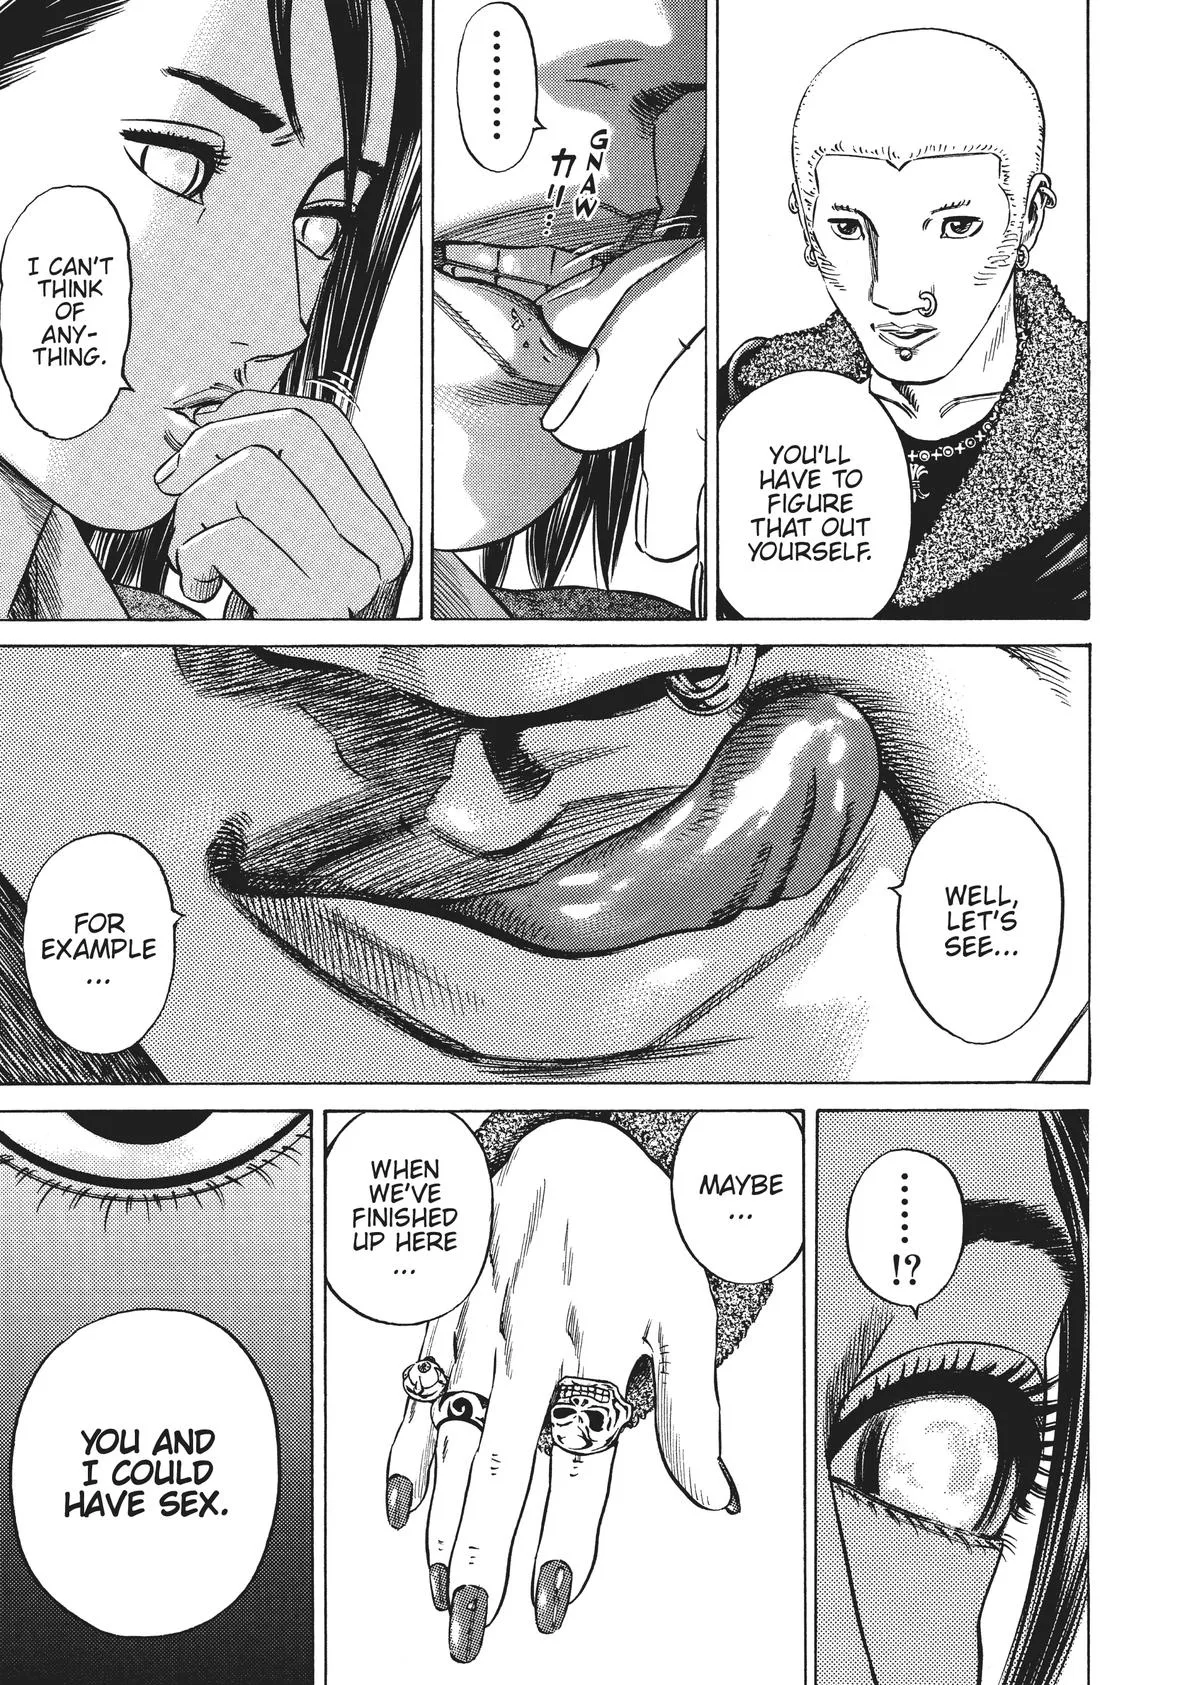 YOU'LL
HAVE TO
FIGURE
THAT OUT
YOURSELF.
..........
GNAW
カリ…
I CAN'T
THINK
OF
ANY-
THING.
WELL,
LET'S
SEE...
FOR
EXAMPLE
...
......!?
MAYBE
...
WHEN
WE'VE
FINISHED
UP HERE
...
YOU AND
I COULD
HAVE SEX.